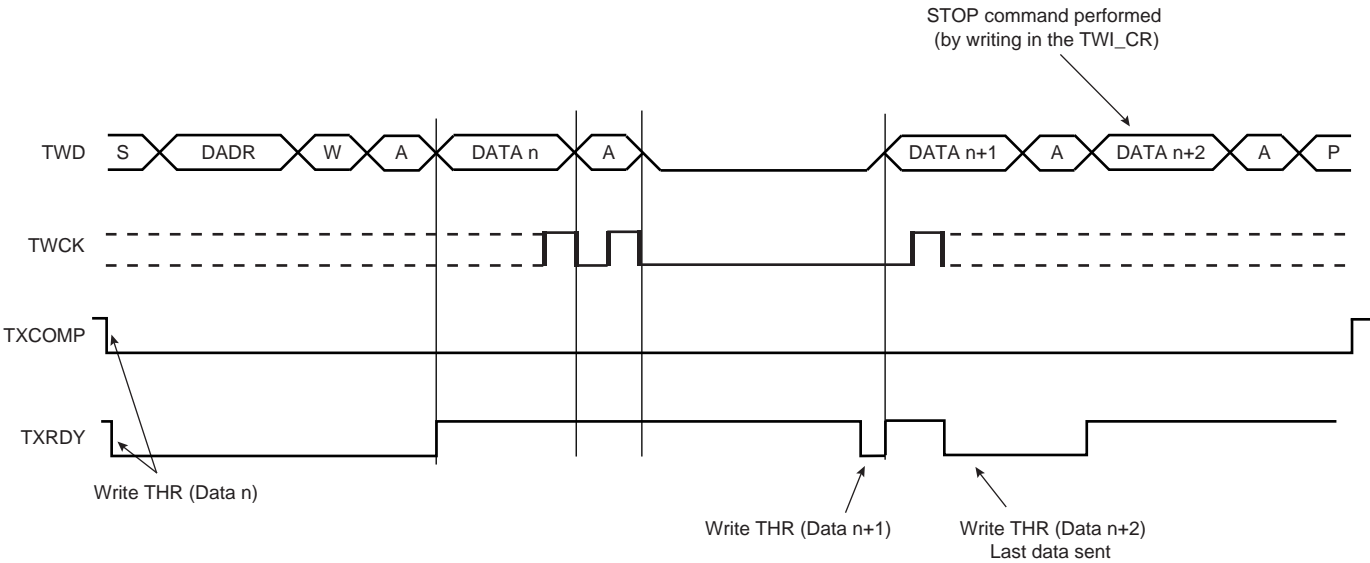 STOP command performed
(by writing in the TWI_CR)
TWD S DADR W A DATA n A DATA n+1 A DATA n+2 A P
TWCK
TXCOMP
TXRDY
Write THR (Data n)
Write THR (Data n+1)
Write THR (Data n+2)
Last data sent